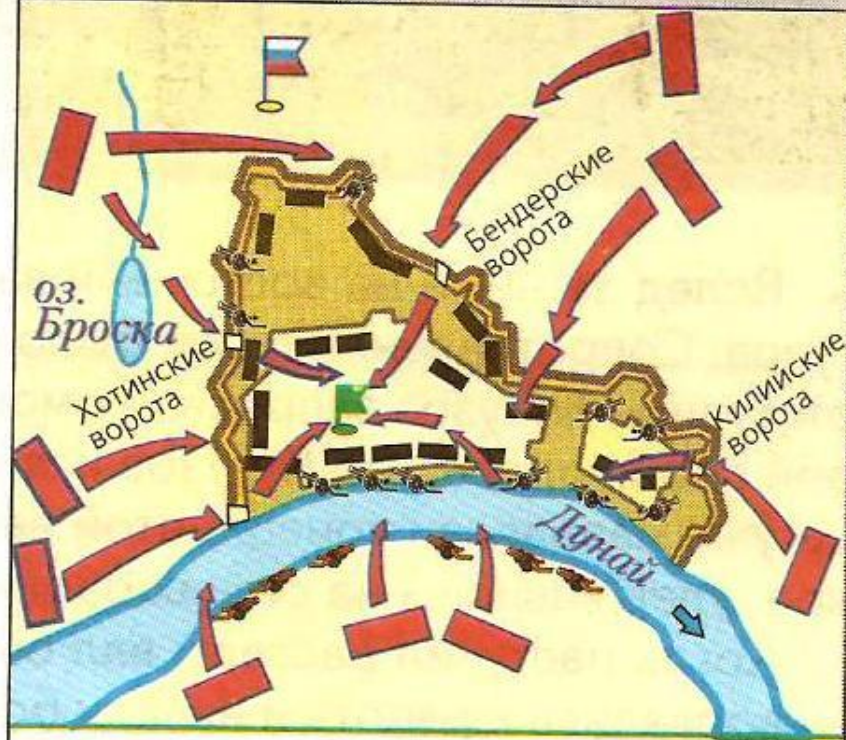 Бендерские
ворота
оз.
Броска
Хотинские
ворота
Килийские
ворота
Дунай